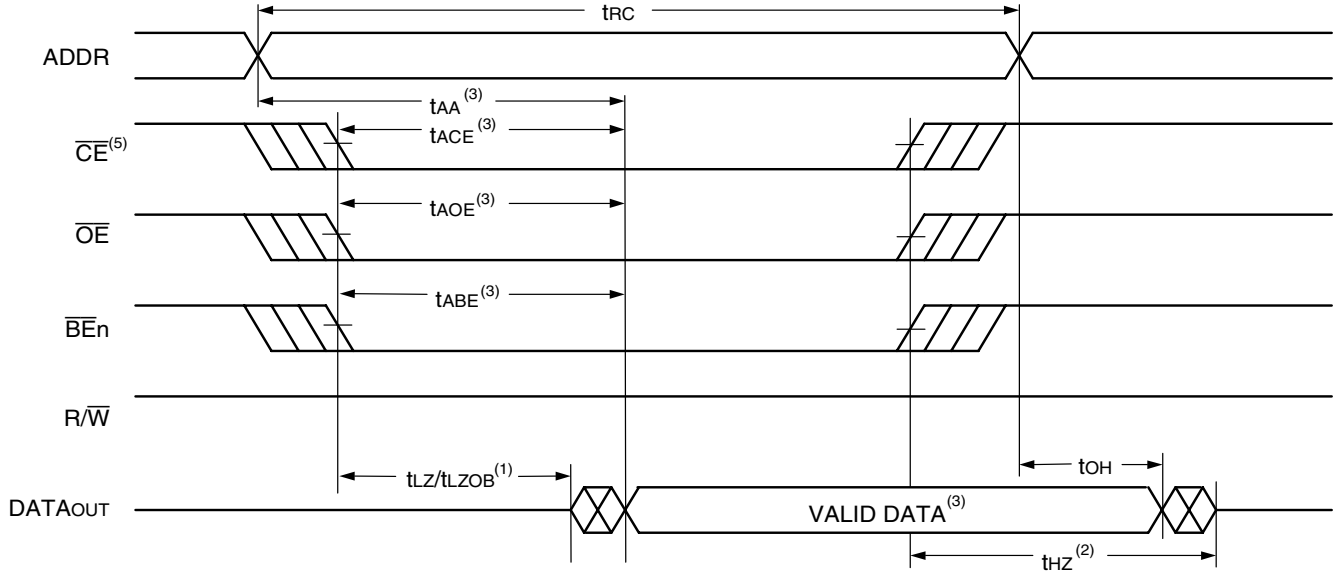 tRC
ADDR
tAA (3)
tACE (3)
CE (5)
tAOE (3)
OE
tABE (3)
BEn
R/W
tLZ/tLZOB (1)
tOH
DATAOUT
VALID DATA (3)
tHZ (2)